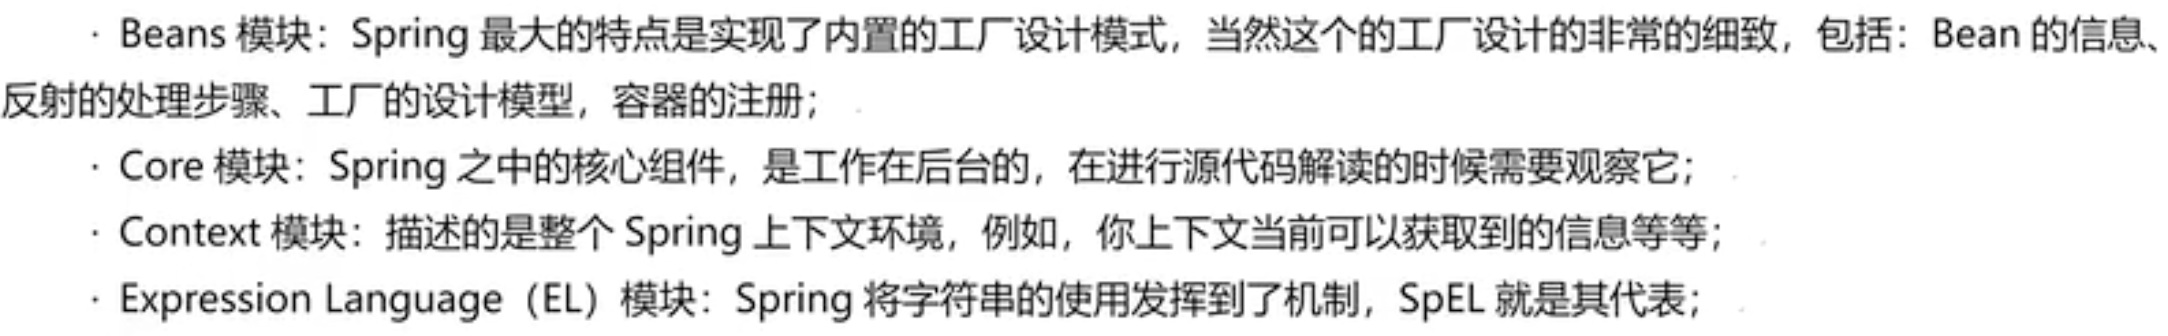 · Beans 模块：Spring 最大的特点是实现了内置的工厂设计模式，当然这个的工厂设计的非常的细致，包括：Bean 的信息、
反射的处理步骤、工厂的设计模型，容器的注册；
· Core 模块：Spring 之中的核心组件，是工作在后台的，在进行源代码解读的时候需要观察它；
· Context 模块：描述的是整个 Spring 上下文环境，例如，你上下文当前可以获取到的信息等等；
· Expression Language（EL）模块：Spring 将字符串的使用发挥到了机制，SpEL 就是其代表；